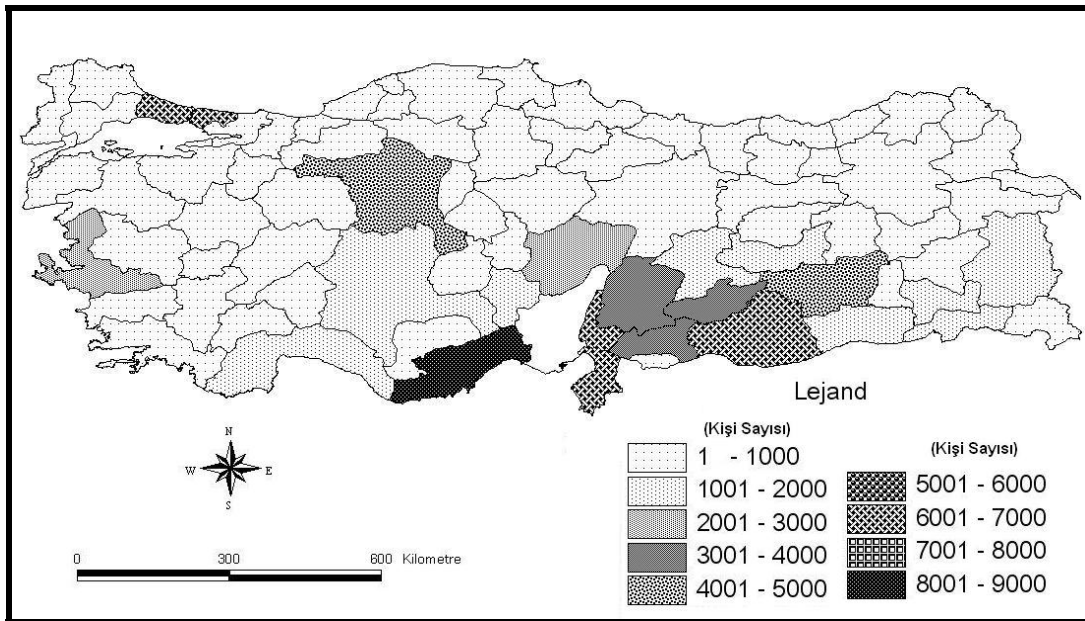 Lejand
(Kişi Sayısı)
1 - 1000
1001 - 2000
2001 - 3000
3001 - 4000
4001 - 5000
(Kişi Sayısı)
5001 - 6000
6001 - 7000
7001 - 8000
8001 - 9000
N
W E
S
0 300 600 Kilometre